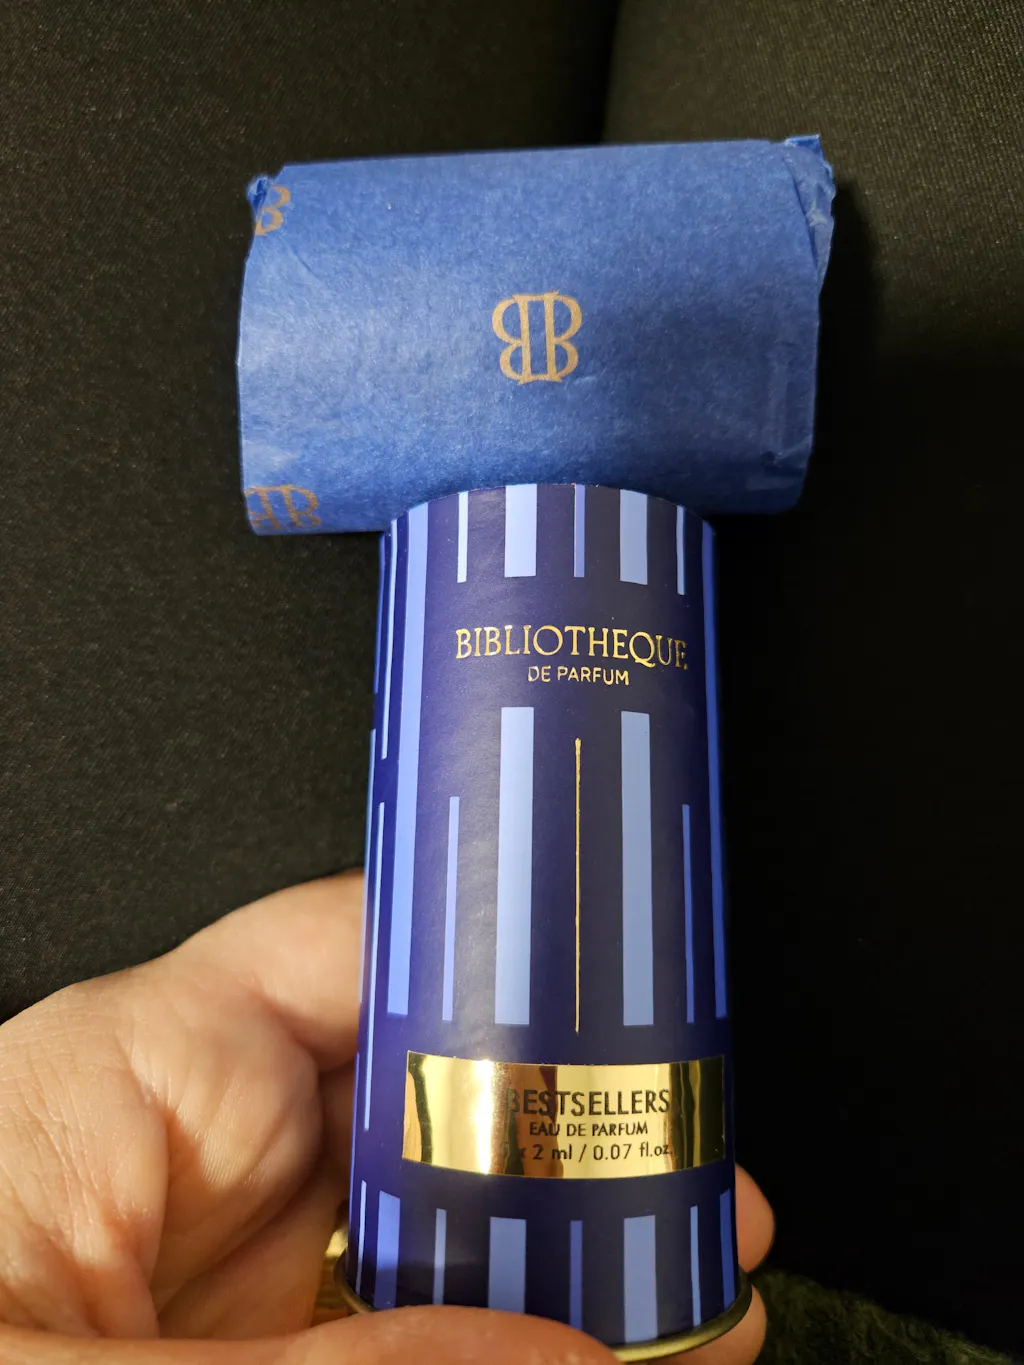 BIBLIOTHEQUE
DE PARFUM
BESTSELLERS
EAU DE PARFUM
2 ml / 0.07 fl.oz.